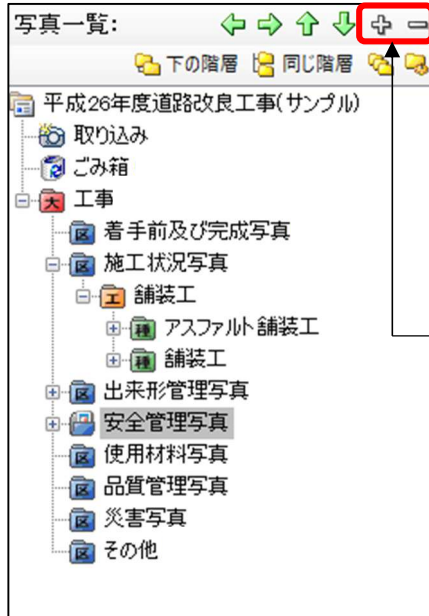 写真一覧:
下の階層 同じ階層
平成26年度道路改良工事(サンプル)
取り込み
ごみ箱
大 工事
区 着手前及び完成写真
区 施工状況写真
工 舗装工
種 アスファルト舗装工
種 舗装工
区 出来形管理写真
安全管理写真
区 使用材料写真
区 品質管理写真
区 災害写真
区 その他